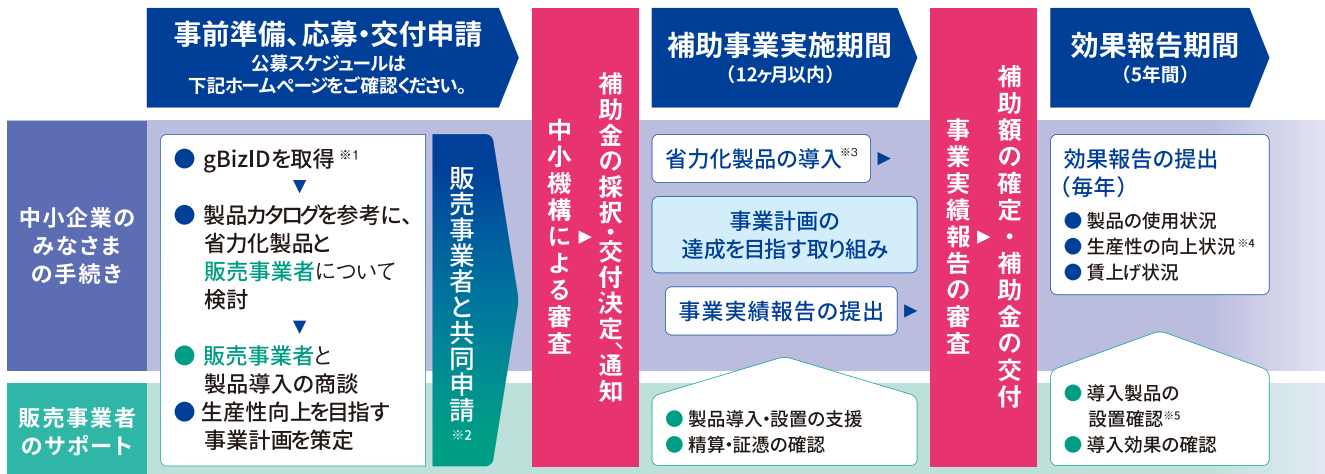 事前準備、応募・交付申請
公募スケジュールは
下記ホームページをご確認ください。
中小企業の
みなさま
の手続き
販売事業者
のサポート
● gBizIDを取得 ※1
▼
● 製品カタログを参考に、
省力化製品と
販売事業者について
検討
▼
● 販売事業者と
製品導入の商談
● 生産性向上を目指す
事業計画を策定
販売事業者と共同申請
※2
中小機構による審査
▶
補助金の採択・交付決定、通知
補助事業実施期間
（12ヶ月以内）
省力化製品の導入※3 ▶
事業計画の
達成を目指す取り組み
事業実績報告の提出 ▶
● 製品導入・設置の支援
● 精算・証憑の確認
事業実績報告の審査
▶
補助額の確定・補助金の交付
効果報告期間
（5年間）
効果報告の提出
（毎年）
● 製品の使用状況
● 生産性の向上状況※4
● 賃上げ状況
● 導入製品の
設置確認※5
● 導入効果の確認